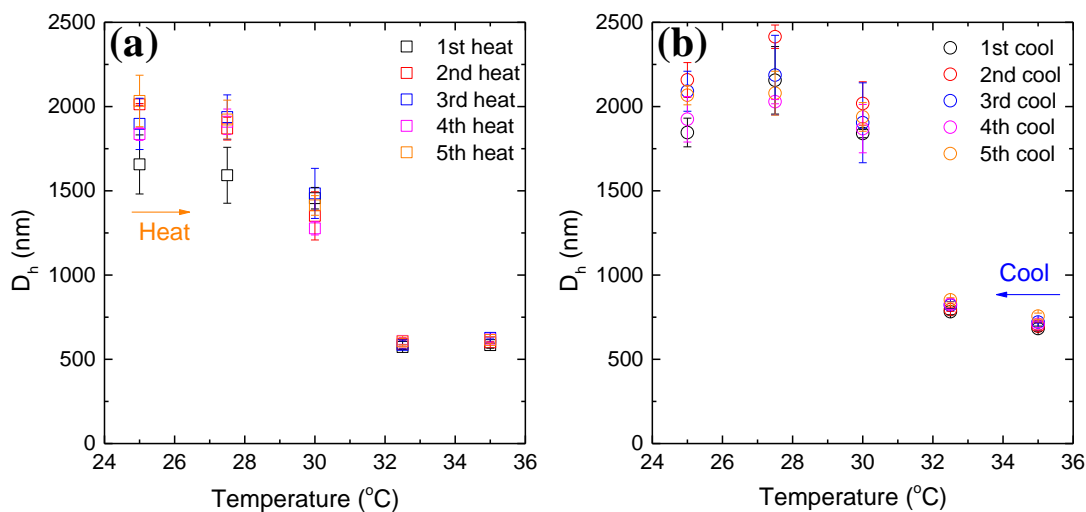 (a)
1st heat
2nd heat
3rd heat
4th heat
5th heat
Heat
2500
2000
1500
1000
500
0
D_h (nm)
24 26 28 30 32 34 36
Temperature (°C)
(b)
1st cool
2nd cool
3rd cool
4th cool
5th cool
Cool
2500
2000
1500
1000
500
0
D_h (nm)
24 26 28 30 32 34 36
Temperature (°C)